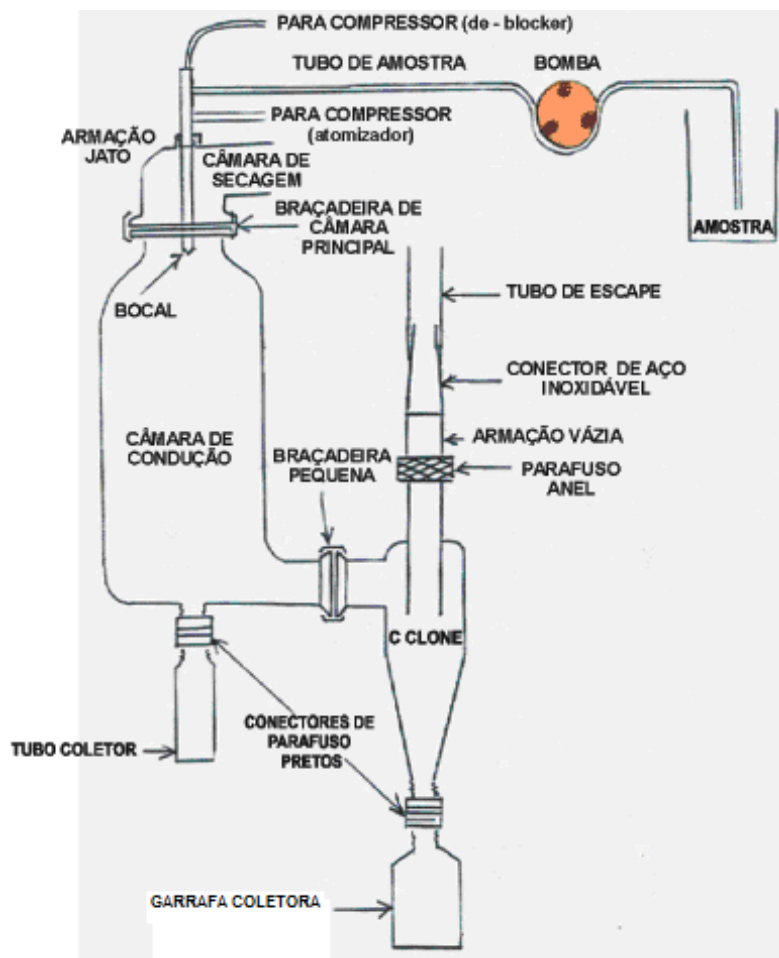 PARA COMPRESSOR (de - blocker)
TUBO DE AMOSTRA
BOMBA
PARA COMPRESSOR
(atomizador)
ARMAÇÃO
JATO
CÂMARA DE
SECAGEM
BRAÇADEIRA DE
CÂMARA
PRINCIPAL
AMOSTRA
BOCAL
TUBO DE ESCAPE
CONECTOR DE AÇO
INOXIDÁVEL
CÂMARA DE
CONDUÇÃO
BRAÇADEIRA
PEQUENA
ARMAÇÃO VÁZIA
PARAFUSO
ANEL
C CLONE
TUBO COLETOR
CONECTORES DE
PARAFUSO
PRETOS
GARRAFA COLETORA